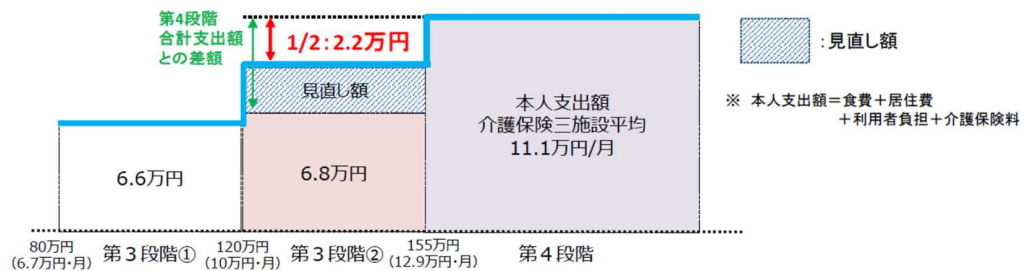 第4段階
合計支出額
との差額
1/2:2.2万円
:見直し額
見直し額
本人支出額
介護保険三施設平均
11.1万円/月
※ 本人支出額=食費+居住費
+利用者負担+介護保険料
6.6万円
6.8万円
80万円
(6.7万円・月)
第3段階①
120万円
(10万円・月)
第3段階②
155万円
(12.9万円・月)
第4段階